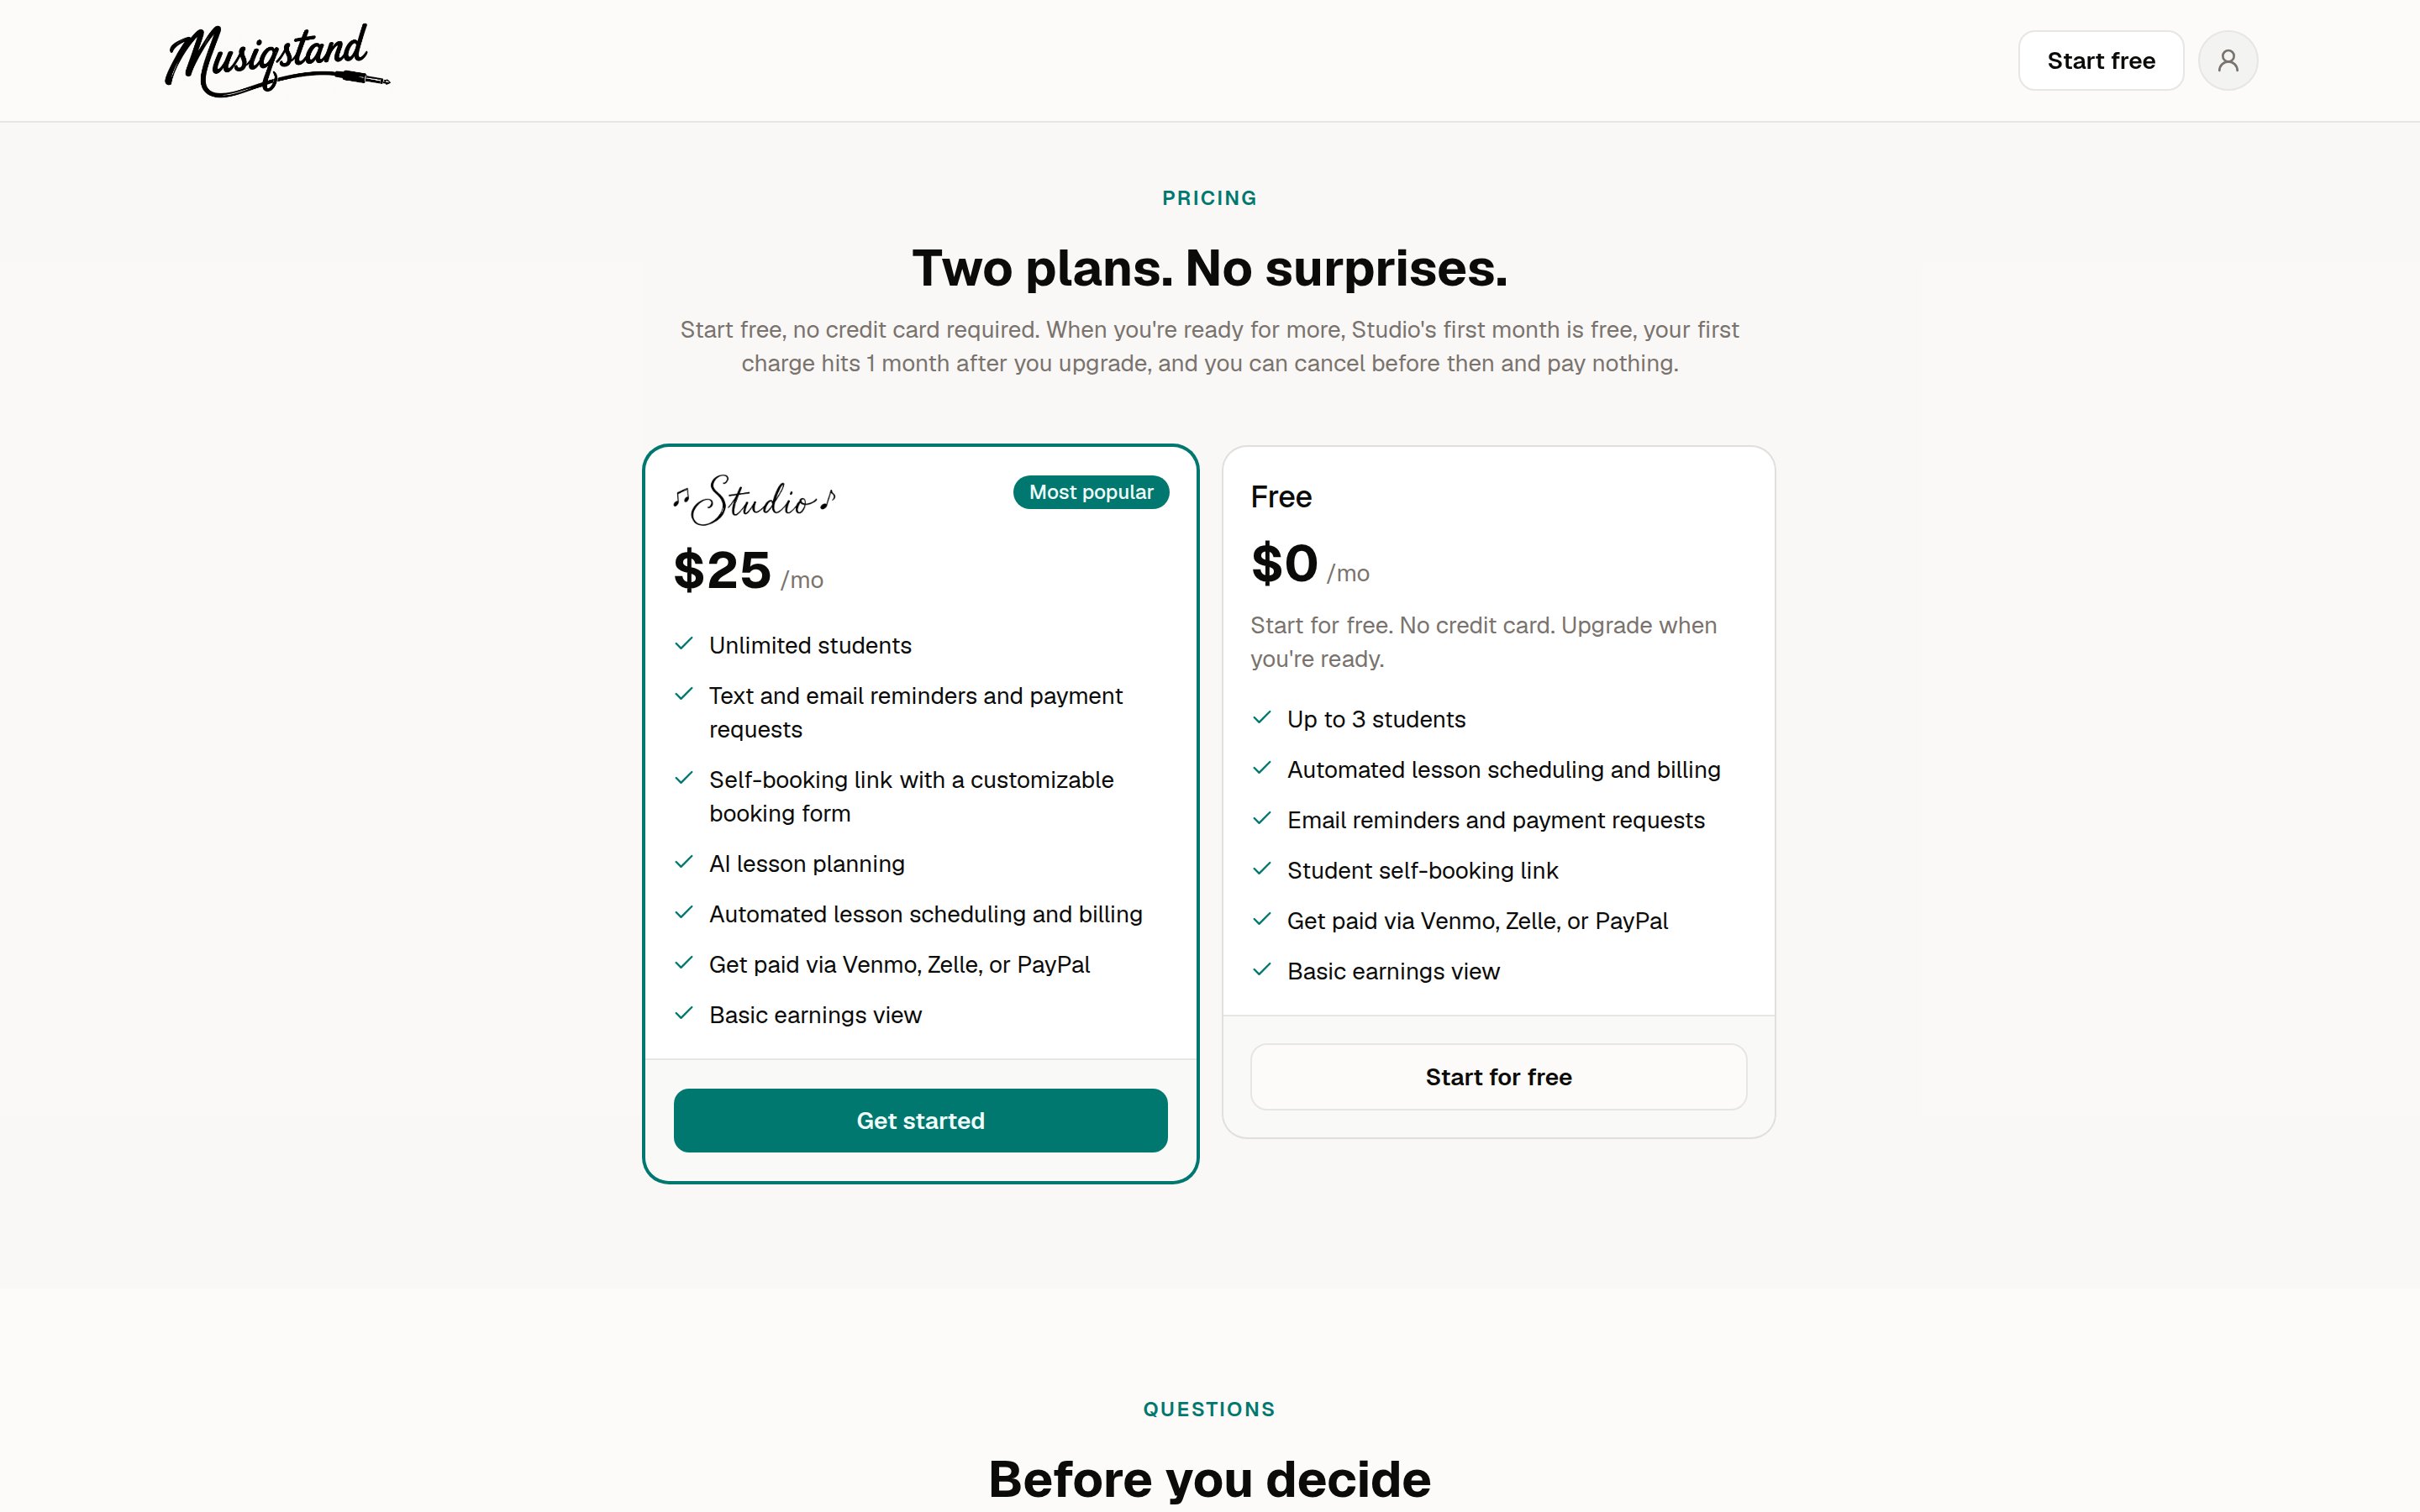 Musiqstand
Start free
PRICING
Two plans. No surprises.
Start free, no credit card required. When you're ready for more, Studio's first month is free, your first
charge hits 1 month after you upgrade, and you can cancel before then and pay nothing.
Studio
Most popular
$25 /mo
Unlimited students
Text and email reminders and payment
requests
Self-booking link with a customizable
booking form
AI lesson planning
Automated lesson scheduling and billing
Get paid via Venmo, Zelle, or PayPal
Basic earnings view
Get started
Free
$0 /mo
Start for free. No credit card. Upgrade when
you're ready.
Up to 3 students
Automated lesson scheduling and billing
Email reminders and payment requests
Student self-booking link
Get paid via Venmo, Zelle, or PayPal
Basic earnings view
Start for free
QUESTIONS
Before you decide